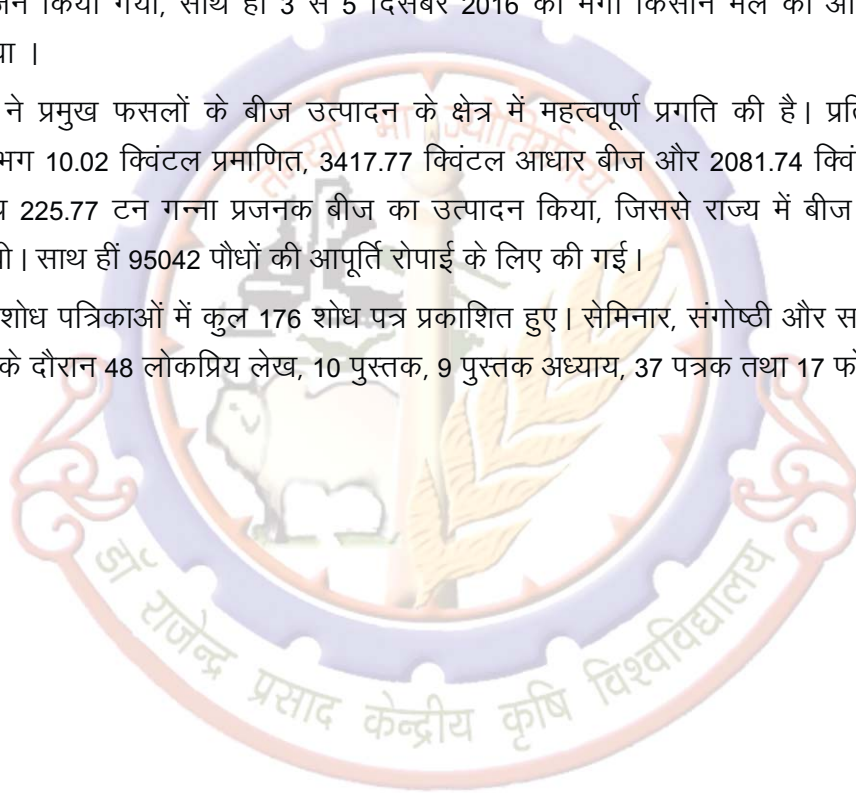 जन किया गया, साथ ही 3 से 5 दिसंबर 2016 को मेगा किसान मेले का
या ।
ने प्रमुख फसलों के बीज उत्पादन के क्षेत्र में महत्वपूर्ण प्रगति की है।
10.02 क्विंटल प्रमाणित, 3417.77 क्विंटल आधार बीज और 2081.74
225.77 टन गन्ना प्रजनक बीज का उत्पादन किया, जिससे राज्य में बीज
। साथ हीं 95042 पौधों की आपूर्ति रोपाई के लिए की गई।
शोध पत्रिकाओं में कुल 176 शोध पत्र प्रकाशित हुए। सेमिनार, संगोष्ठी और
के दौरान 48 लोकप्रिय लेख, 10 पुस्तक, 9 पुस्तक अध्याय, 37 पत्रक तथा 17
डॉ राजेन्द्र प्रसाद केन्द्रीय कृषि विश्वविद्यालय